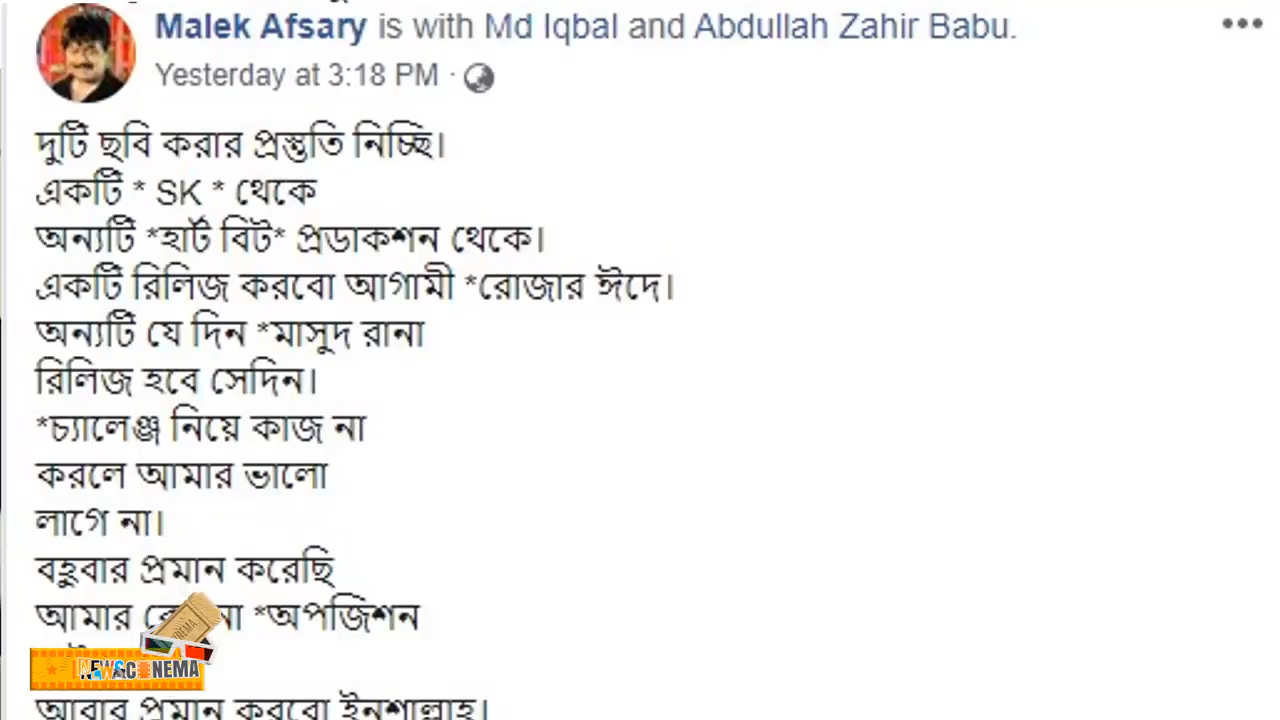 Malek Afsary is with Md Iqbal and Abdullah Zahir Babu.
Yesterday at 3:18 PM ·
দুটি ছবি করার প্রস্তুতি নিচ্ছি।
একটি * SK * থেকে
অন্যটি *হার্ট বিট* প্রডাকশন থেকে।
একটি রিলিজ করবো আগামী *রোজার ঈদে।
অন্যটি যে দিন *মাসুদ রানা
রিলিজ হবে সেদিন।
*চ্যালেঞ্জ নিয়ে কাজ না
করলে আমার ভালো
লাগে না।
বহুবার প্রমান করেছি
আমার *অপজিশন
আবার প্রমান করবো ইনশাল্লাহ।
CINEMA
NEWSCINEMA